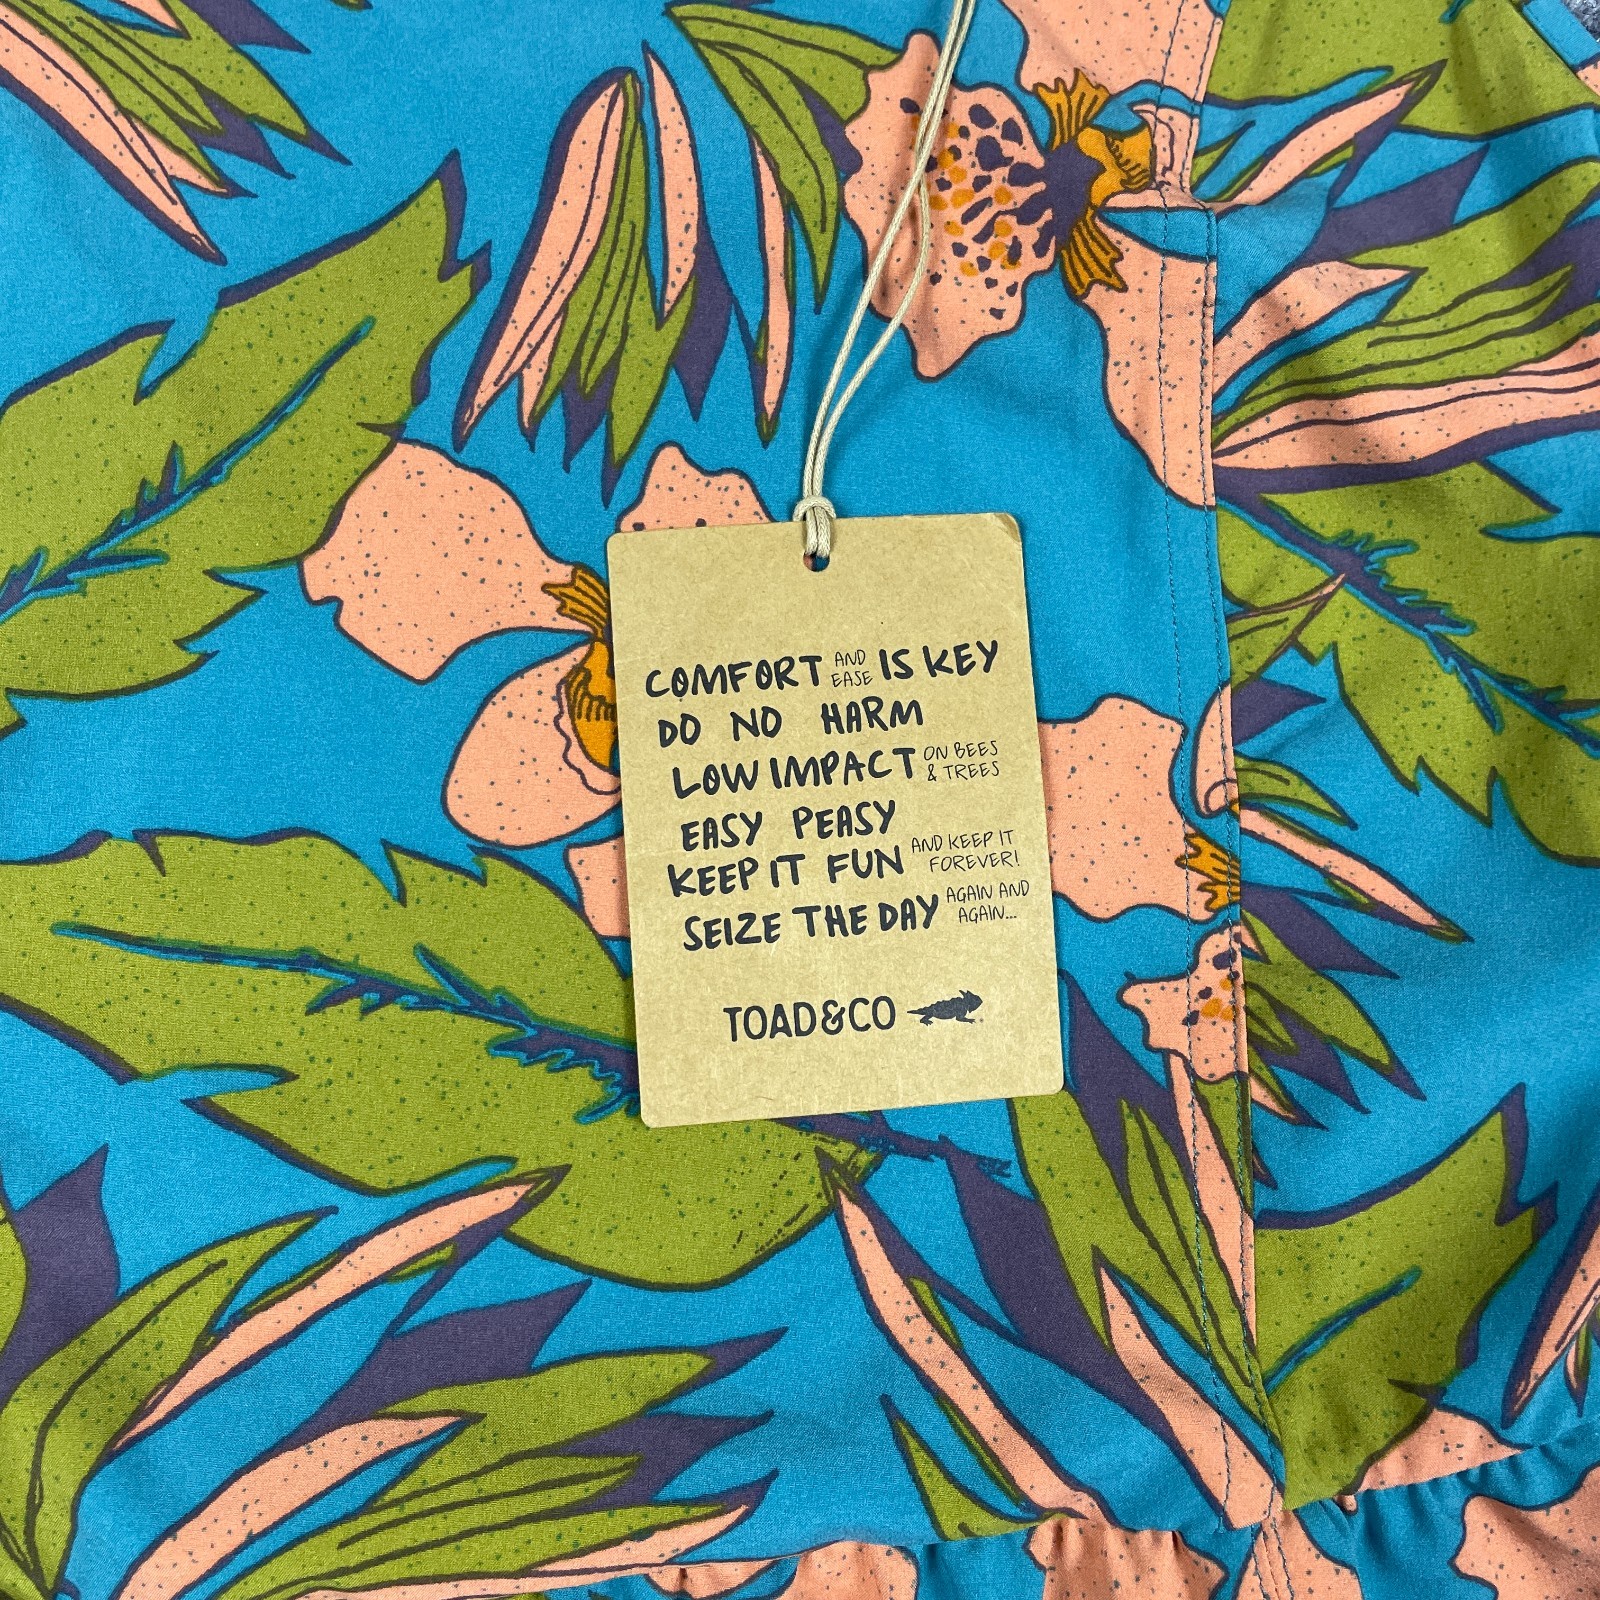 COMFORT AND EASE IS KEY
DO NO HARM
LOW IMPACT ON BEES & TREES
EASY PEASY
KEEP IT FUN AND KEEP IT FOREVER!
SEIZE THE DAY AGAIN AND AGAIN...
TOAD&CO